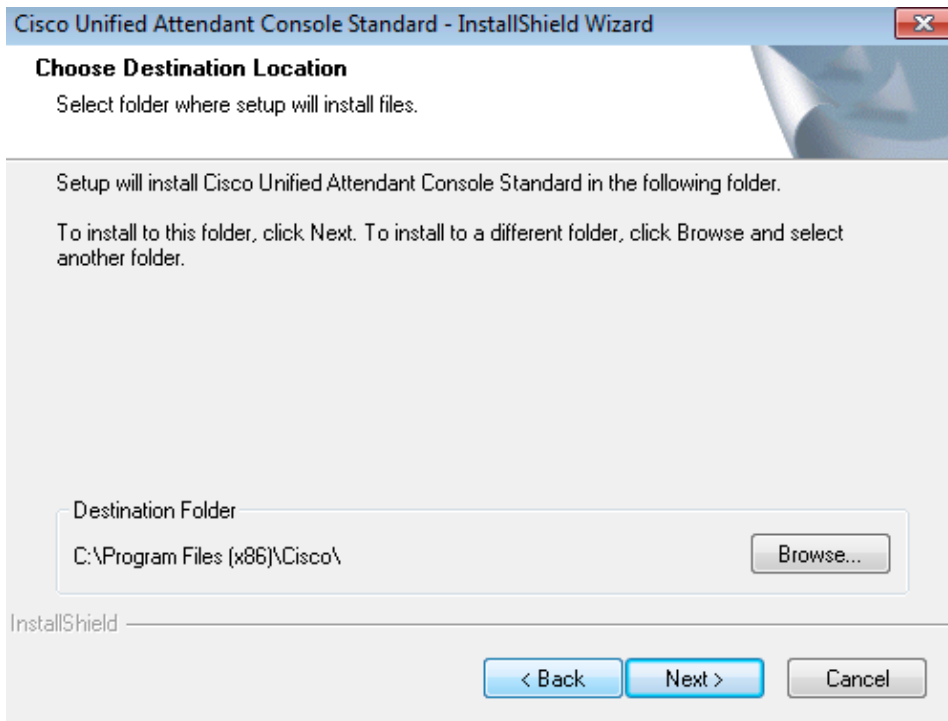 Cisco Unified Attendant Console Standard - InstallShield Wizard
Choose Destination Location
Select folder where setup will install files.
Setup will install Cisco Unified Attendant Console Standard in the following folder.
To install to this folder, click Next. To install to a different folder, click Browse and select
another folder.
Destination Folder
C:\Program Files (x86)\Cisco\
Browse...
InstallShield
< Back
Next >
Cancel